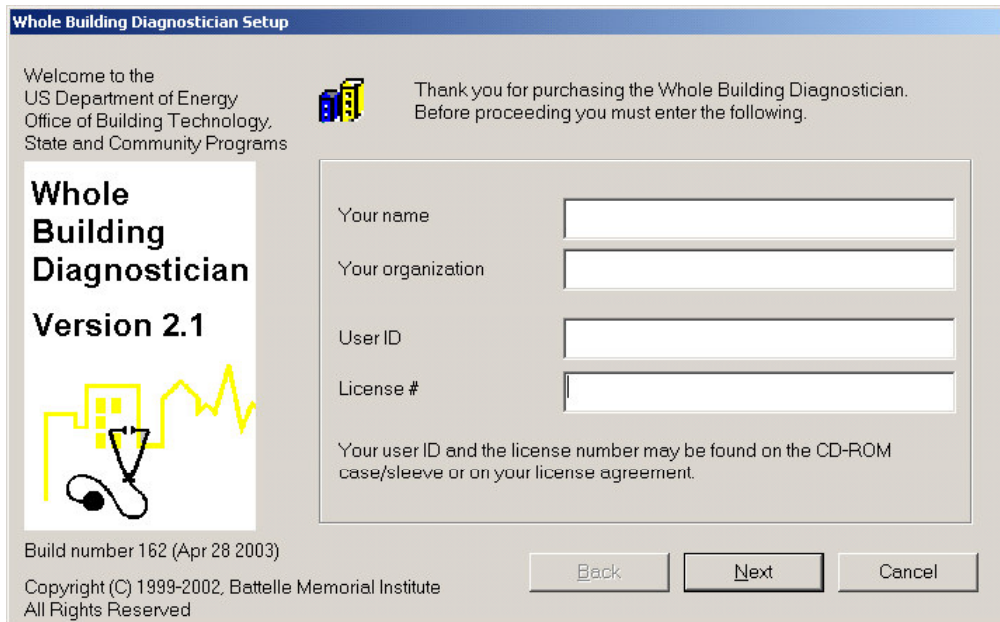 Whole Building Diagnostician Setup
Welcome to the
US Department of Energy
Office of Building Technology,
State and Community Programs
Thank you for purchasing the Whole Building Diagnostician.
Before proceeding you must enter the following.
Whole
Building
Diagnostician
Version 2.1
Your name
Your organization
User ID
License #
Your user ID and the license number may be found on the CD-ROM
case/sleeve or on your license agreement.
Build number 162 (Apr 28 2003)
Copyright (C) 1999-2002, Battelle Memorial Institute
All Rights Reserved
Back
Next
Cancel